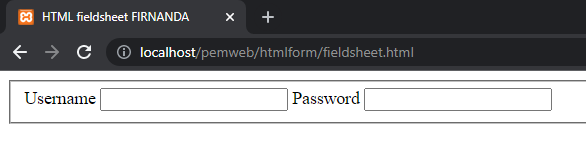 HTML fieldsheet FIRNANDA
localhost/pemweb/htmlform/fieldsheet.html
Username Password